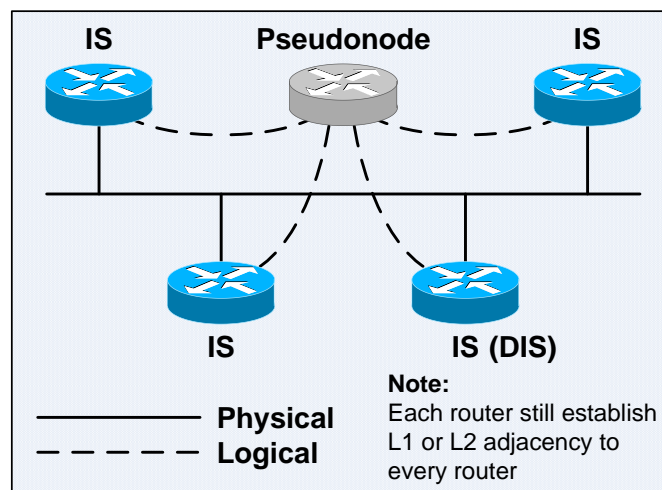 IS
Pseudonode
IS
IS
IS (DIS)
Physical
Logical
Note:
Each router still establish
L1 or L2 adjacency to
every router